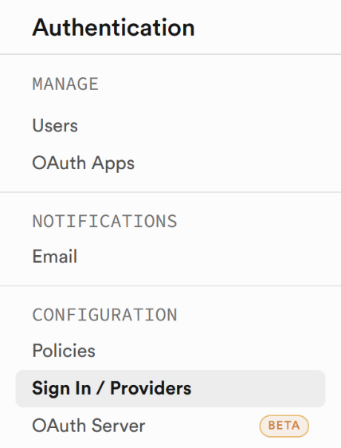 Authentication
MANAGE
Users
OAuth Apps
NOTIFICATIONS
Email
CONFIGURATION
Policies
Sign In / Providers
OAuth Server BETA